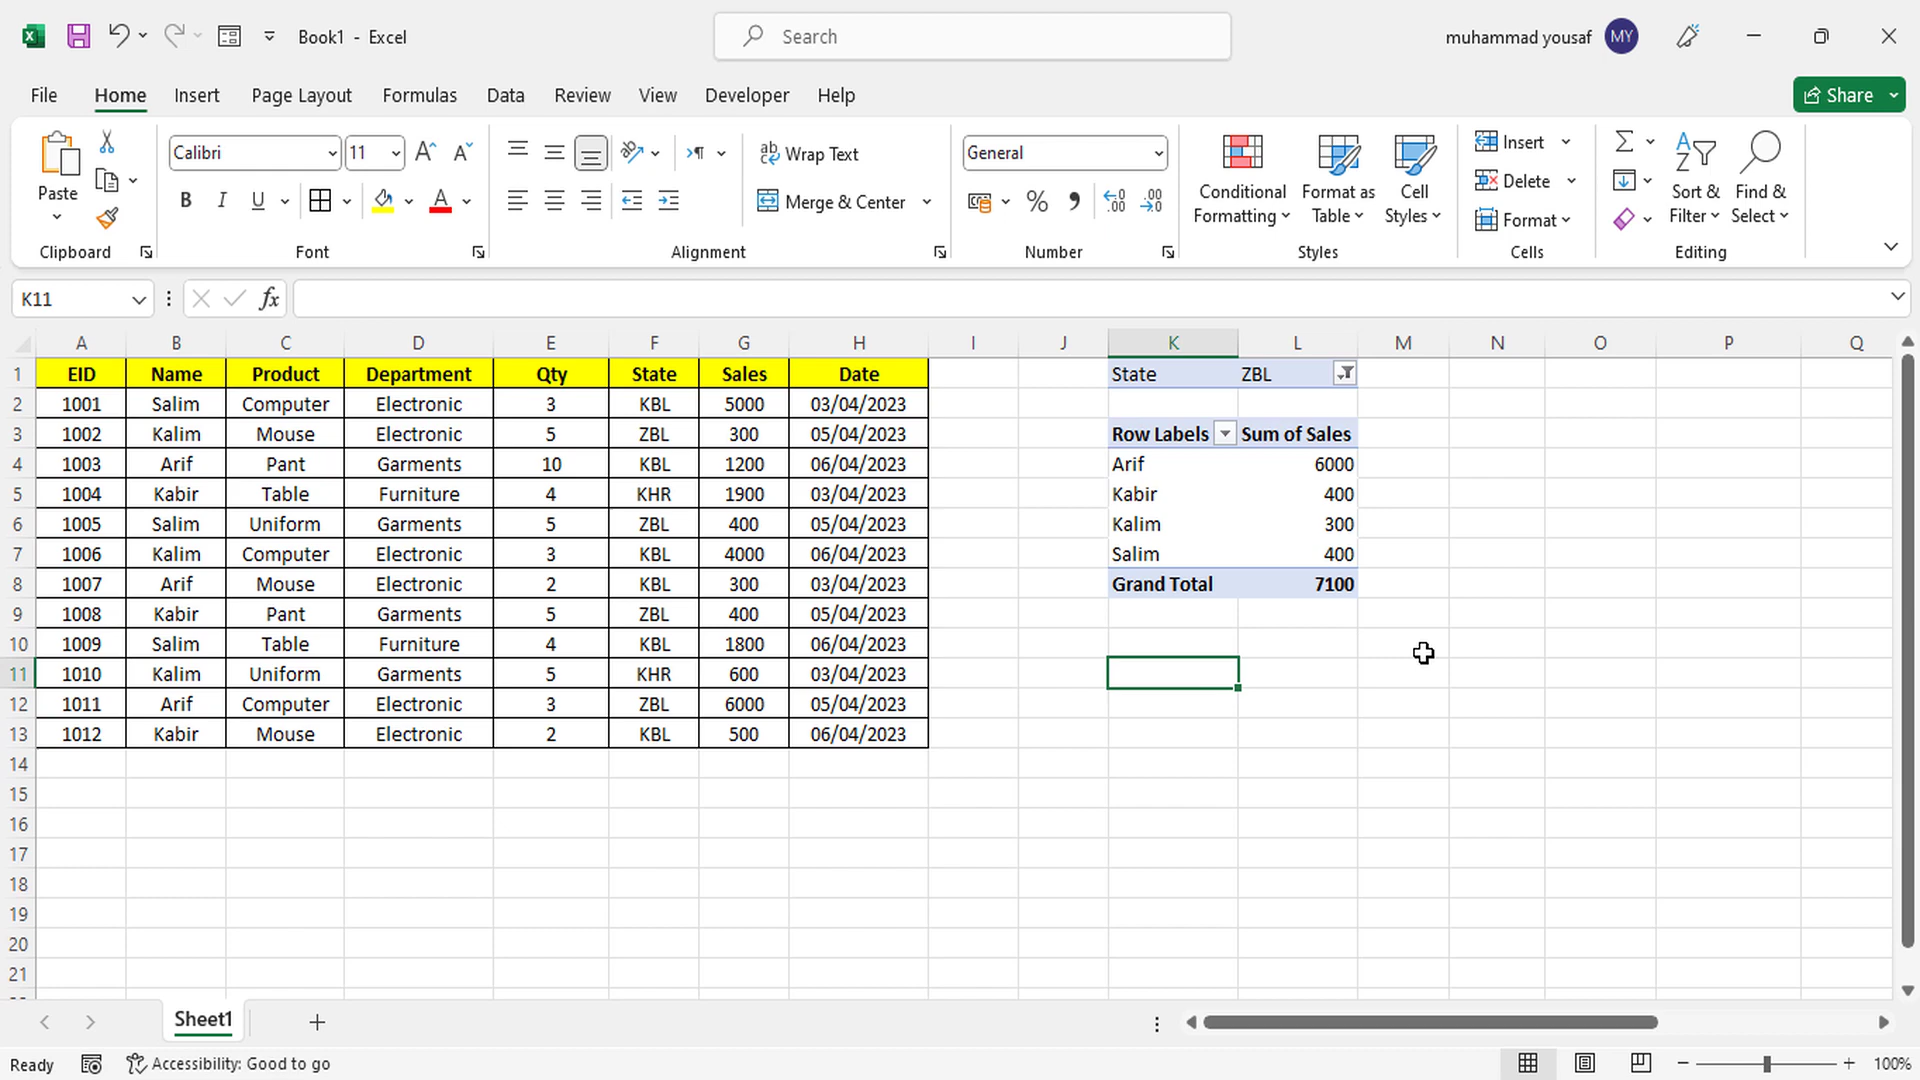 Book1 - Excel
Search
muhammad yousaf MY
File Home Insert Page Layout Formulas Data Review View Developer Help Share
Paste
Clipboard
Calibri 11
B I U A
Font
Wrap Text
Merge & Center
Alignment
General
% , .00
Number
Conditional Formatting
Format as Table
Cell Styles
Styles
Insert
Delete
Format
Cells
Sort & Filter
Find & Select
Editing
K11 fx
A B C D E F G H I J K L M N O P Q
1 EID Name Product Department Qty State Sales Date State ZBL
2 1001 Salim Computer Electronic 3 KBL 5000 03/04/2023
3 1002 Kalim Mouse Electronic 5 ZBL 300 05/04/2023 Row Labels Sum of Sales
4 1003 Arif Pant Garments 10 KBL 1200 06/04/2023 Arif 6000
5 1004 Kabir Table Furniture 4 KHR 1900 03/04/2023 Kabir 400
6 1005 Salim Uniform Garments 5 ZBL 400 05/04/2023 Kalim 300
7 1006 Kalim Computer Electronic 3 KBL 4000 06/04/2023 Salim 400
8 1007 Arif Mouse Electronic 2 KBL 300 03/04/2023 Grand Total 7100
9 1008 Kabir Pant Garments 5 ZBL 400 05/04/2023
10 1009 Salim Table Furniture 4 KBL 1800 06/04/2023
11 1010 Kalim Uniform Garments 5 KHR 600 03/04/2023
12 1011 Arif Computer Electronic 3 ZBL 6000 05/04/2023
13 1012 Kabir Mouse Electronic 2 KBL 500 06/04/2023
14
15
16
17
18
19
20
21
Sheet1
Ready Accessibility: Good to go 100%